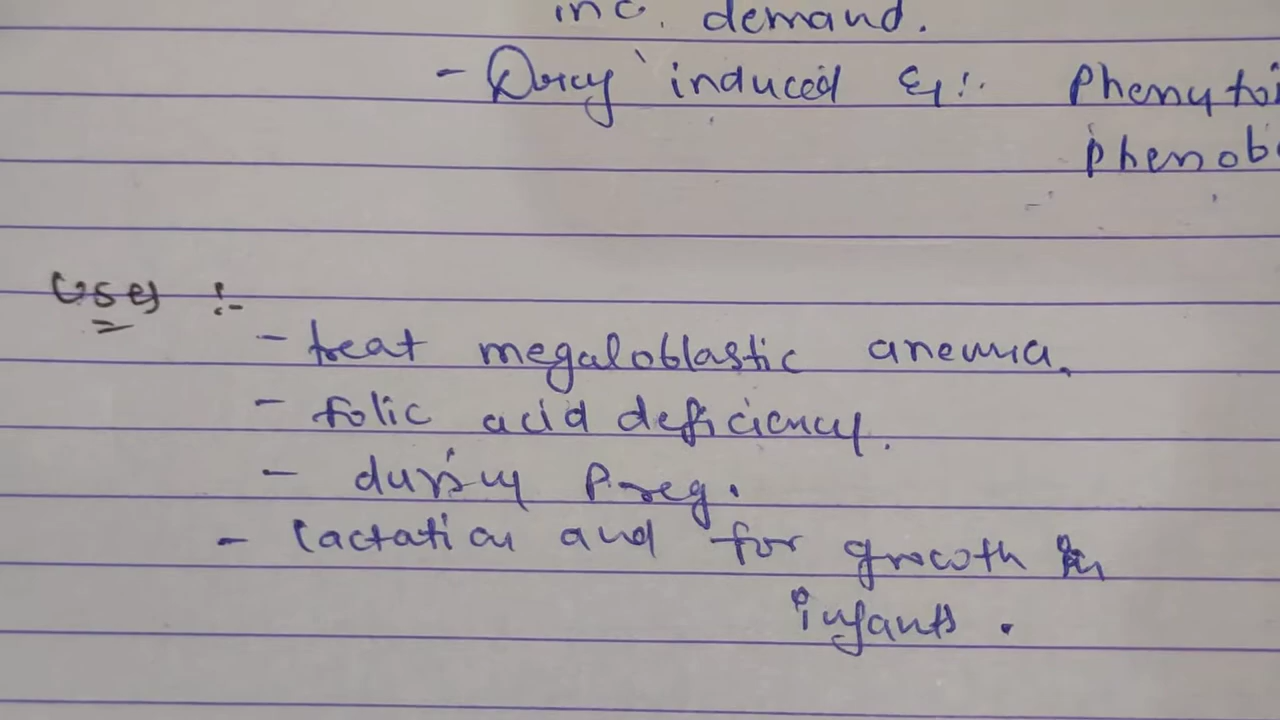 inc. demand.
- Drug induced Eg:. Phenytoi
phenob
Uses :-
- treat megaloblastic anemia.
- folic acid deficiency.
- during Preg.
- lactation and for growth in
infants.